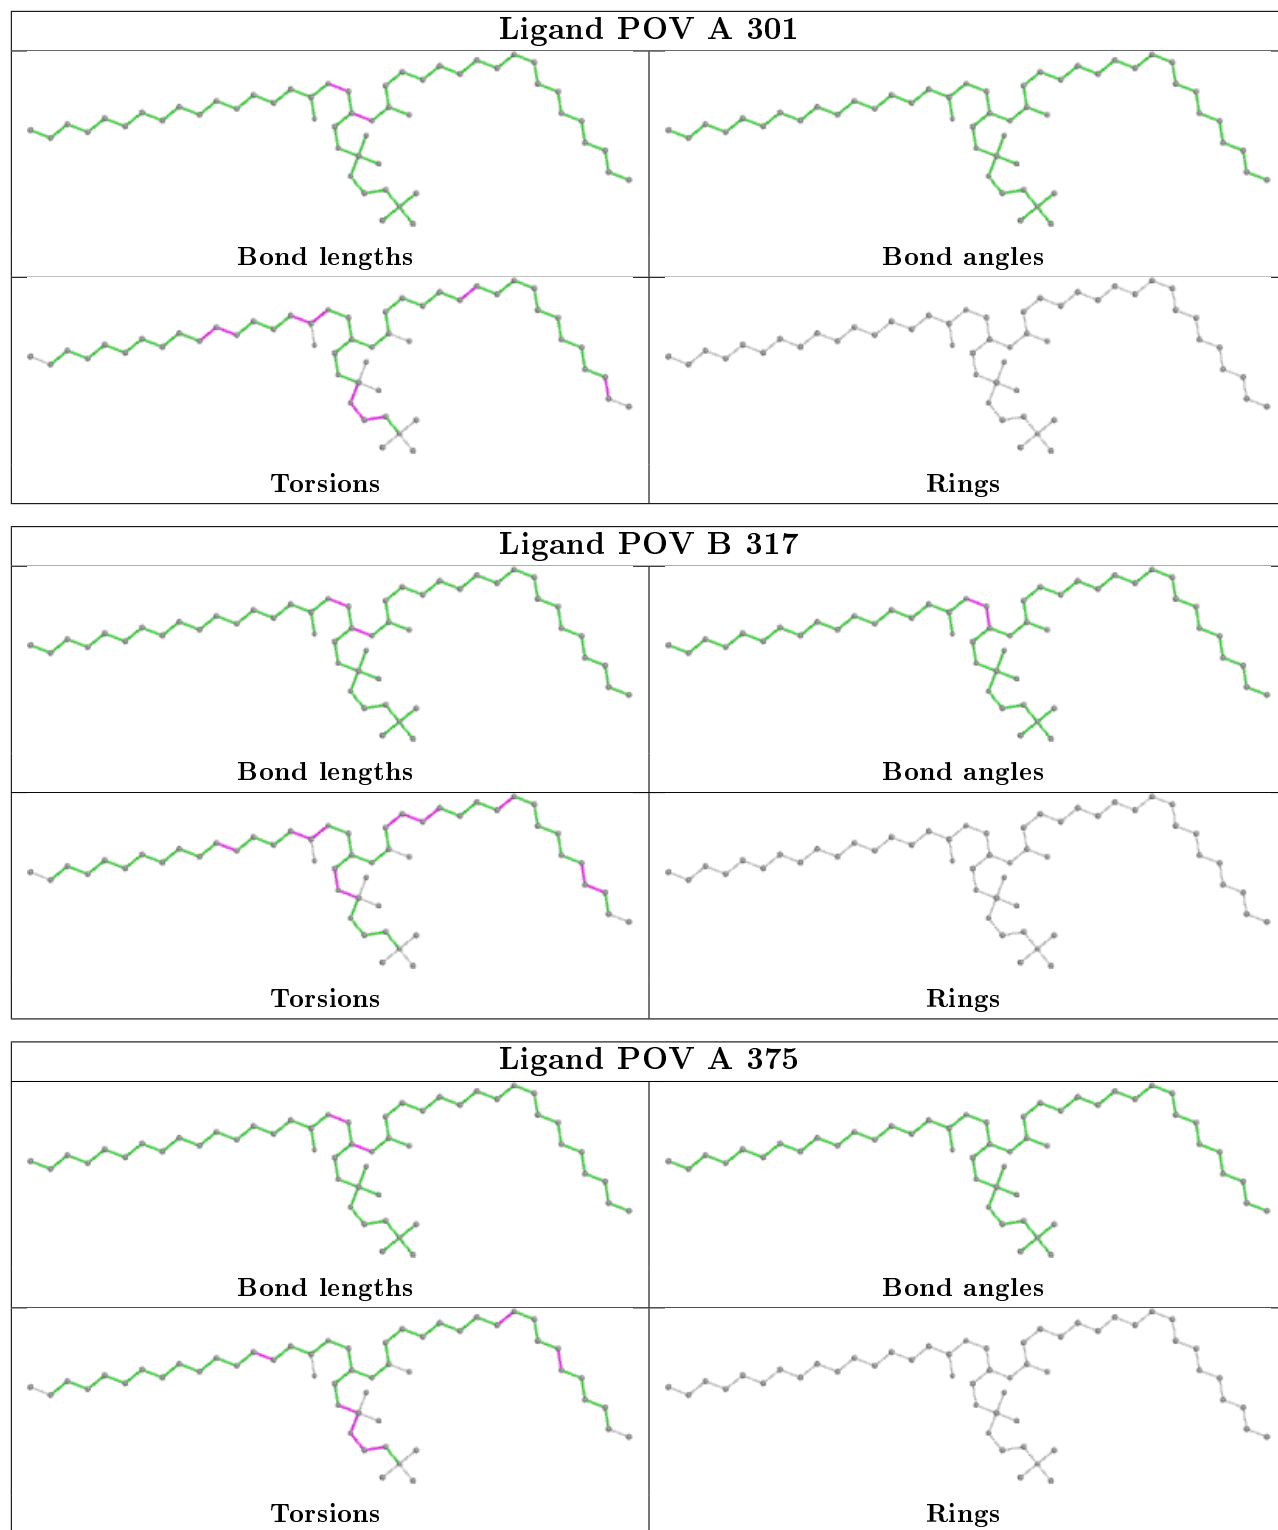 Ligand POV A 301
Bond lengths
Bond angles
Torsions
Rings
Ligand POV B 317
Bond lengths
Bond angles
Torsions
Rings
Ligand POV A 375
Bond lengths
Bond angles
Torsions
Rings